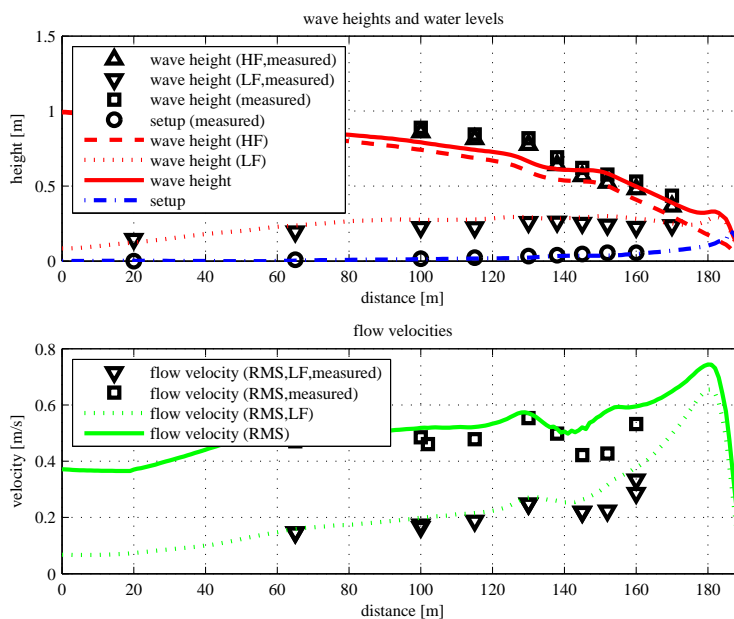 wave heights and water levels
1.5
1
0.5
0
height [m]
wave height (HF,measured)
wave height (LF,measured)
wave height (measured)
setup (measured)
wave height (HF)
wave height (LF)
wave height
setup
0 20 40 60 80 100 120 140 160 180
distance [m]
flow velocities
0.8
0.6
0.4
0.2
0
velocity [m/s]
flow velocity (RMS,LF,measured)
flow velocity (RMS,measured)
flow velocity (RMS,LF)
flow velocity (RMS)
0 20 40 60 80 100 120 140 160 180
distance [m]